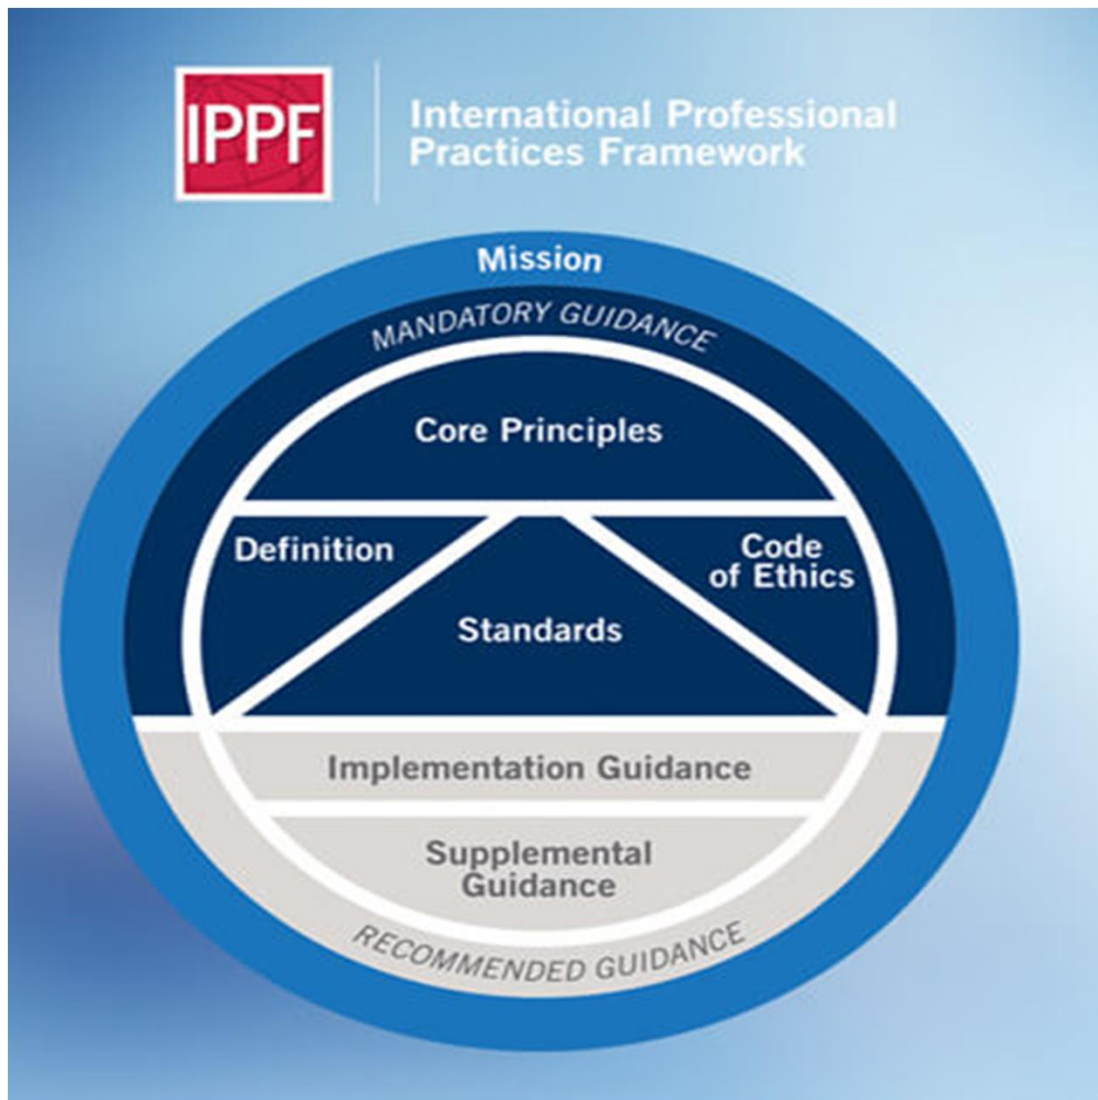 IPPF
International Professional
Practices Framework
Mission
MANDATORY GUIDANCE
Core Principles
Definition
Code
of Ethics
Standards
Implementation Guidance
Supplemental
Guidance
RECOMMENDED GUIDANCE